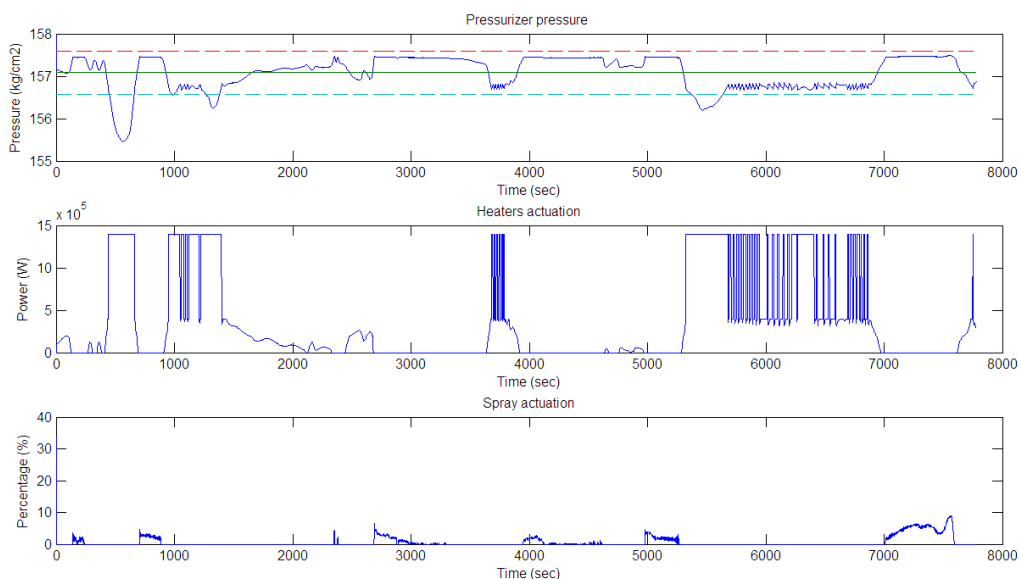 Pressurizer pressure
158
157
156
155
Pressure (kg/cm2)
0 1000 2000 3000 4000 5000 6000 7000 8000
Time (sec)
Heaters actuation
x 10^5
15
10
5
0
Power (W)
0 1000 2000 3000 4000 5000 6000 7000 8000
Time (sec)
Spray actuation
40
30
20
10
0
Percentage (%)
0 1000 2000 3000 4000 5000 6000 7000 8000
Time (sec)